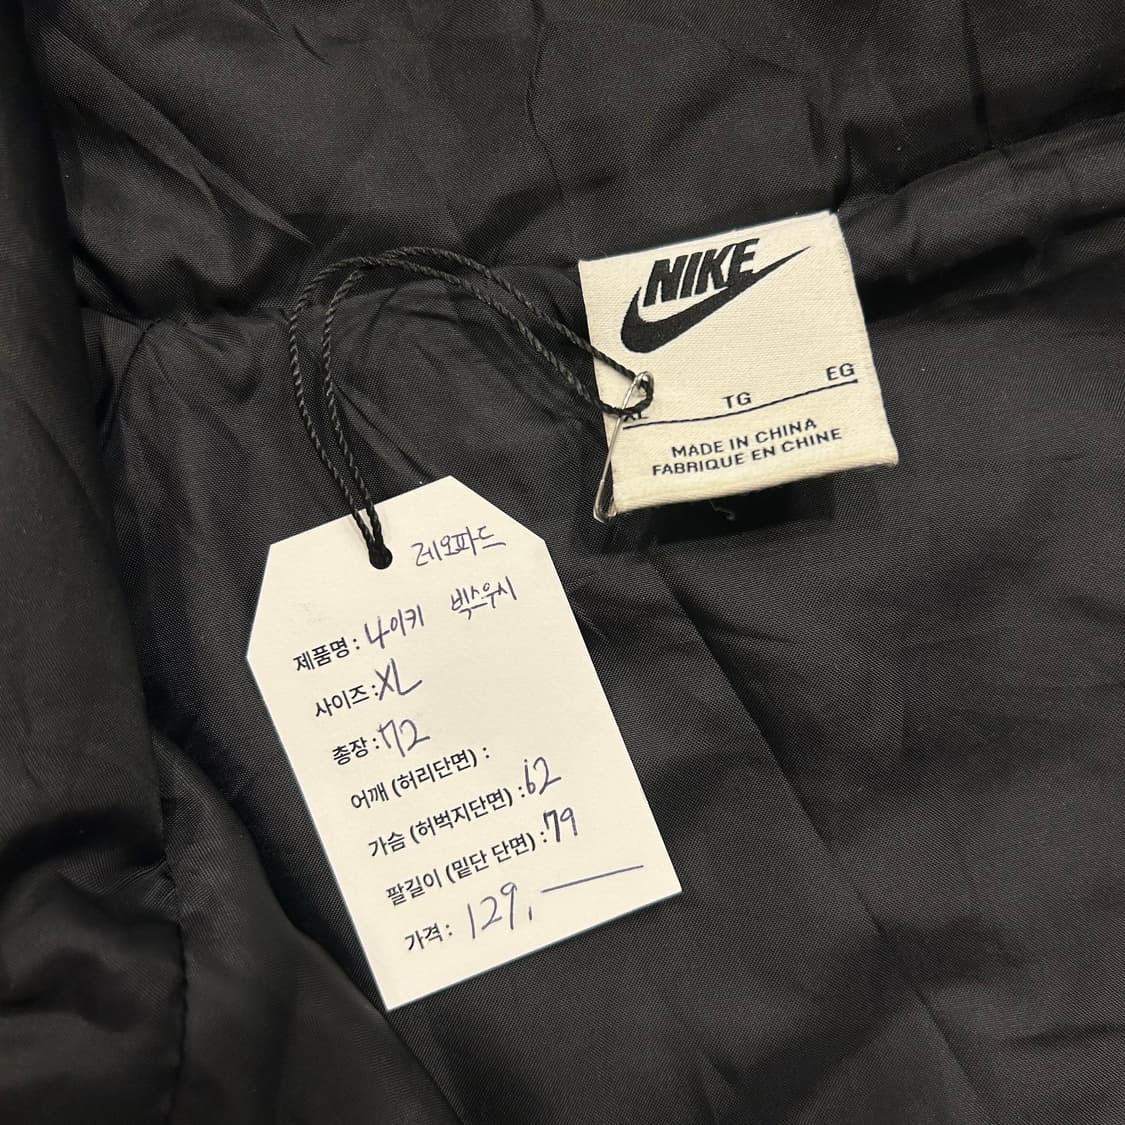 NIKE
XL TG EG
MADE IN CHINA
FABRIQUE EN CHINE
레오파드
제품명 : 나이키 빅스우시
사이즈 : XL
총장 : 72
어깨 (허리단면) :
가슴 (허벅지단면) : 62
팔길이 (밑단 단면) : 79
가격 : 129,